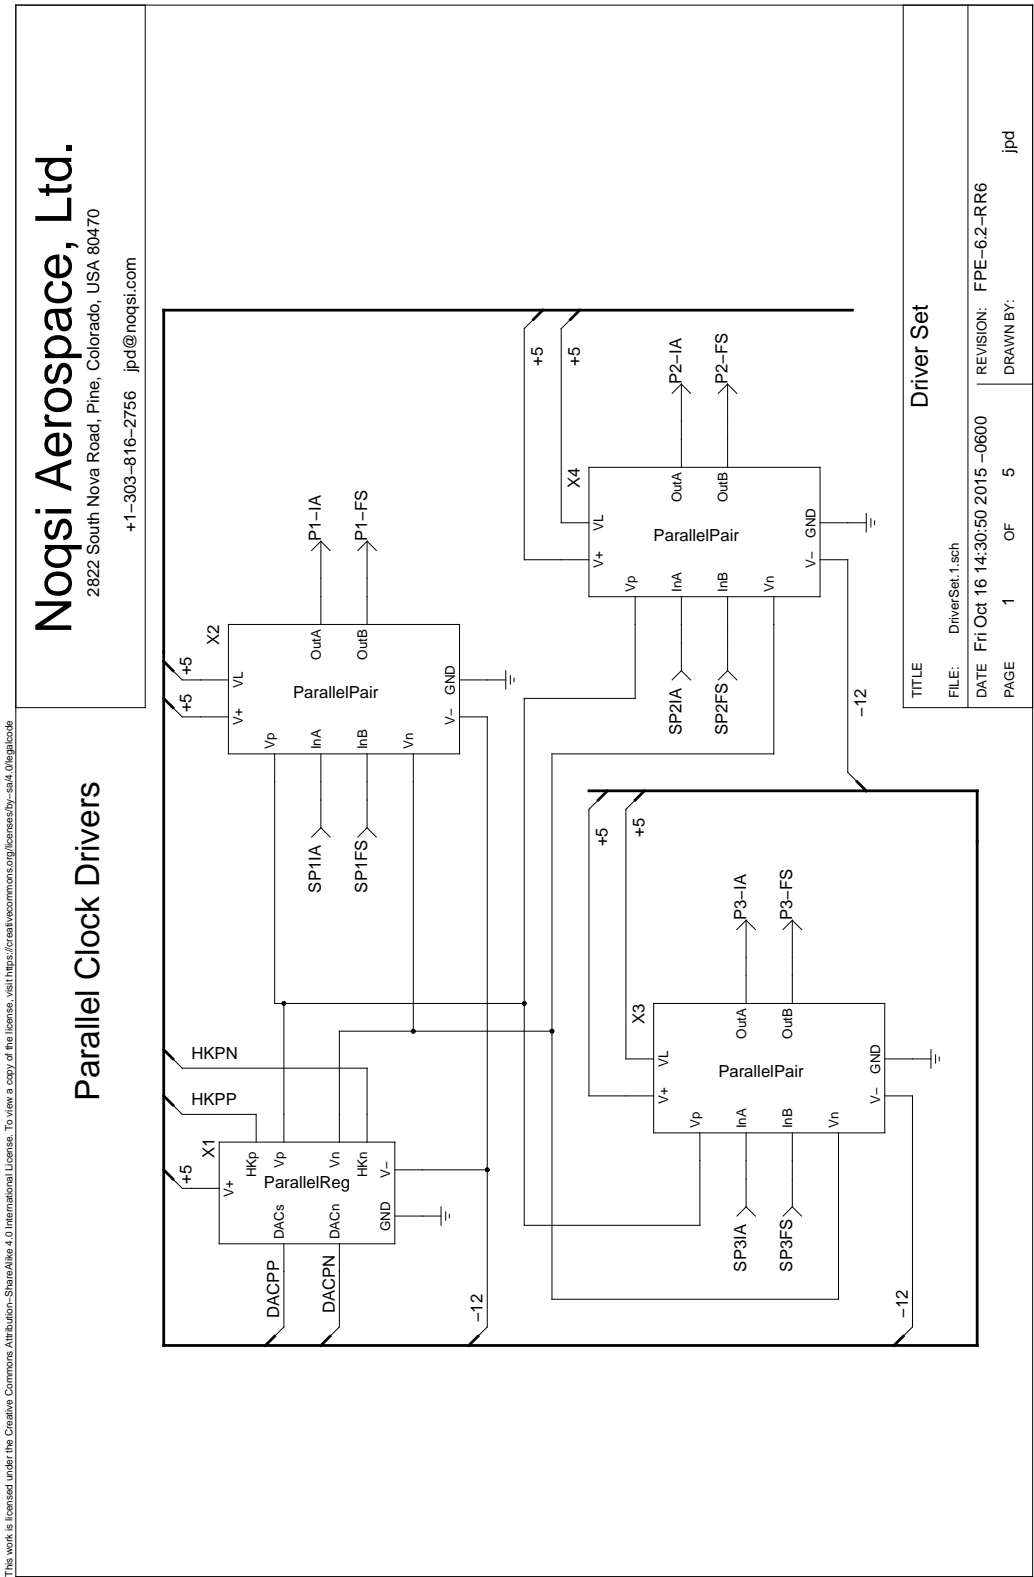 This work is licensed under the Creative Commons Attribution−ShareAlike 4.0 International License. To view a copy of the license, visit https://creativecommons.org/licenses/by−sa/4.0/legalcode
Noqsi Aerospace, Ltd.
2822 South Nova Road, Pine, Colorado, USA 80470
+1−303−816−2756 jpd@noqsi.com
Parallel Clock Drivers
X1
ParallelReg
V+
HKp
Vp
Vn
HKn
V−
GND
DACs
DACn
+5
HKPP
HKPN
DACPP
DACPN
−12
X2
ParallelPair
V+
VL
Vp
InA
InB
Vn
OutA
OutB
V−
GND
+5
+5
SP1IA
SP1FS
P1−IA
P1−FS
X4
ParallelPair
V+
VL
Vp
InA
InB
Vn
OutA
OutB
V−
GND
+5
+5
SP2IA
SP2FS
P2−IA
P2−FS
−12
X3
ParallelPair
V+
VL
Vp
InA
InB
Vn
OutA
OutB
V−
GND
+5
+5
SP3IA
SP3FS
P3−IA
P3−FS
−12
TITLE
Driver Set
FILE: DriverSet.1.sch
REVISION: FPE−6.2−RR6
DATE Fri Oct 16 14:30:50 2015 −0600
PAGE 1 OF 5
DRAWN BY: jpd